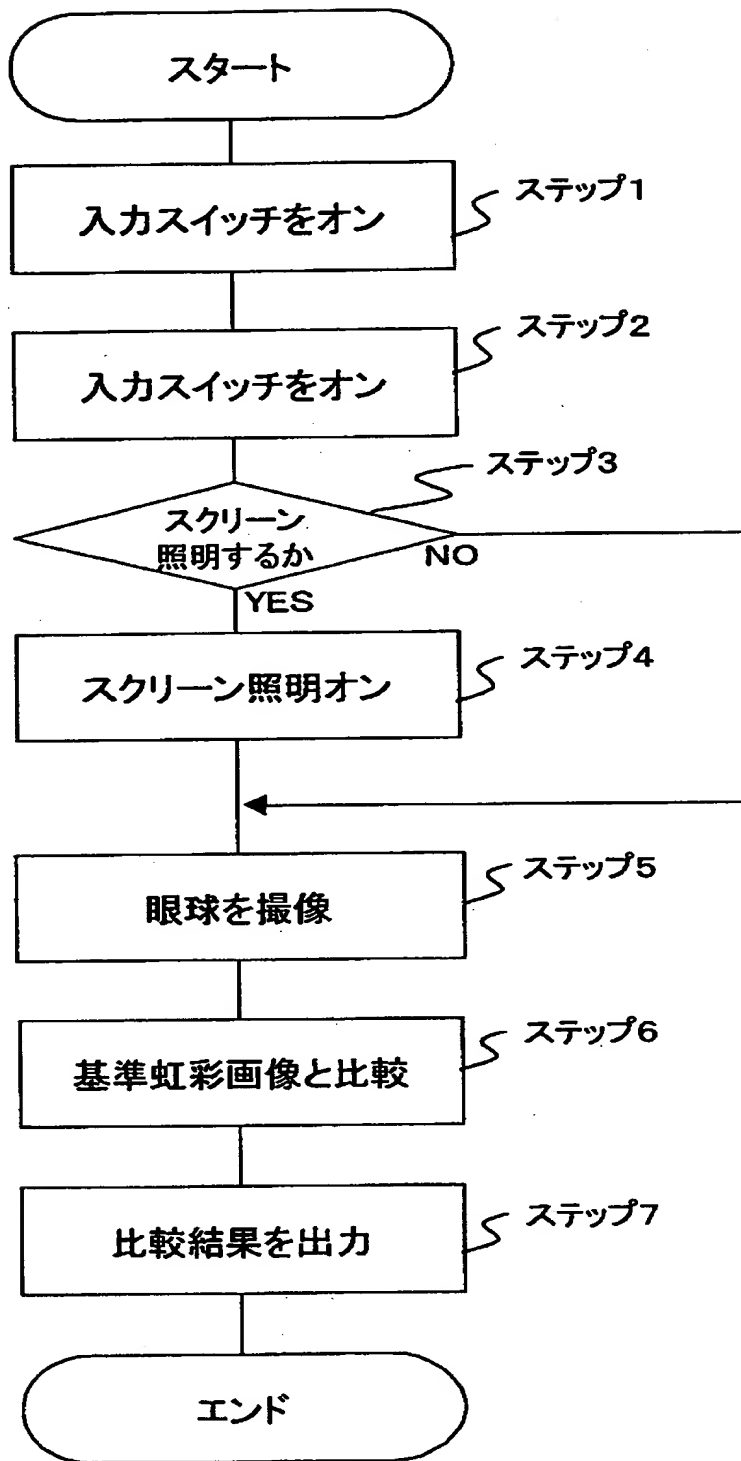 スタート
ステップ1
入力スイッチをオン
ステップ2
入力スイッチをオン
ステップ3
スクリーン
照明するか
NO
YES
ステップ4
スクリーン照明オン
ステップ5
眼球を撮像
ステップ6
基準虹彩画像と比較
ステップ7
比較結果を出力
エンド